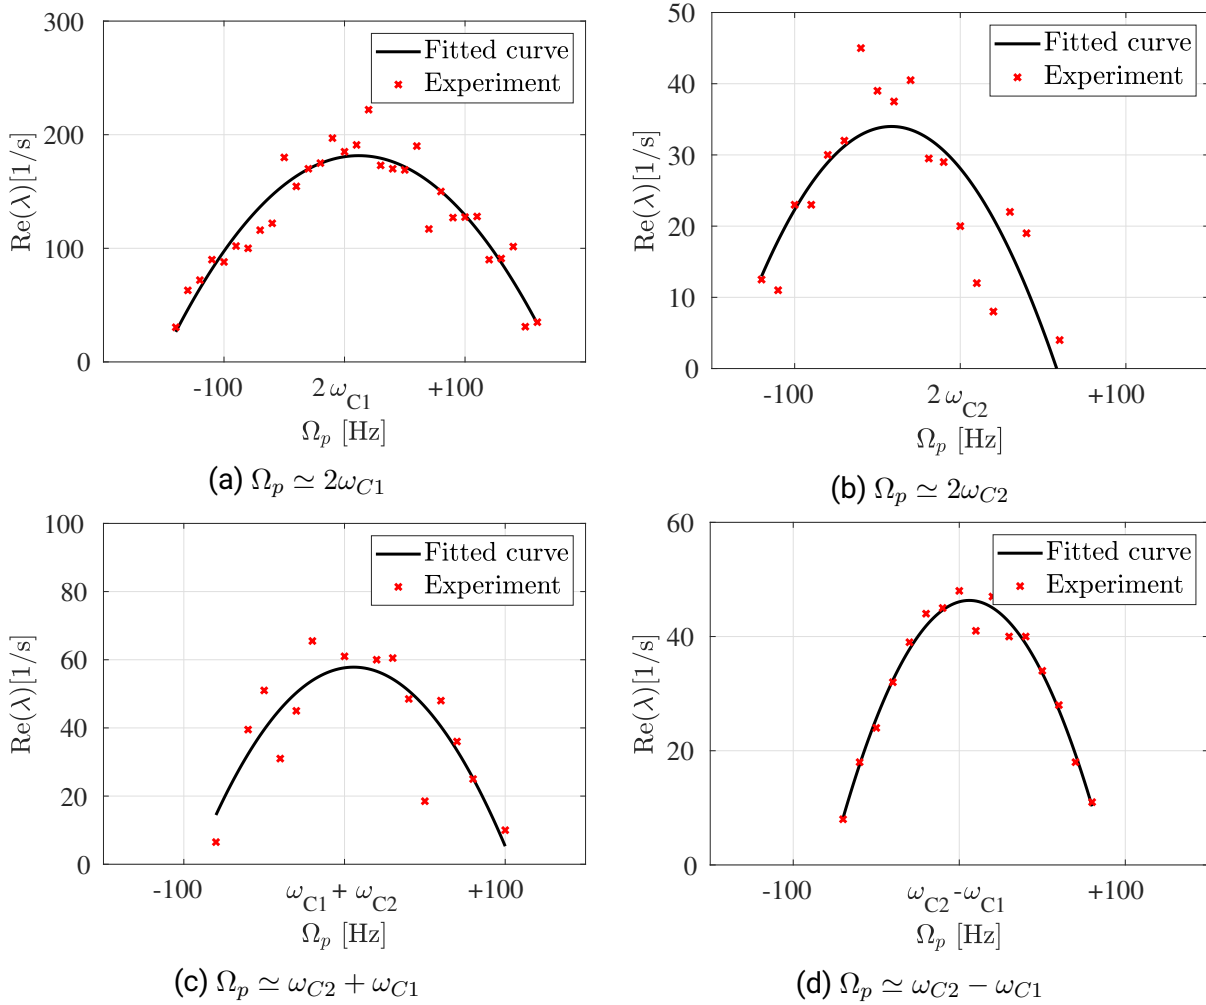 300
200
100
0
Re(λ)[1/s]
Fitted curve
Experiment
-100
2 ω_C1
+100
Ω_p [Hz]
(a) Ω_p ≃ 2ω_C1
50
40
30
20
10
0
Re(λ)[1/s]
Fitted curve
Experiment
-100
2 ω_C2
+100
Ω_p [Hz]
(b) Ω_p ≃ 2ω_C2
100
80
60
40
20
0
Re(λ)[1/s]
Fitted curve
Experiment
-100
ω_C1 + ω_C2
+100
Ω_p [Hz]
(c) Ω_p ≃ ω_C2 + ω_C1
60
40
20
0
Re(λ)[1/s]
Fitted curve
Experiment
-100
ω_C2 -ω_C1
+100
Ω_p [Hz]
(d) Ω_p ≃ ω_C2 − ω_C1